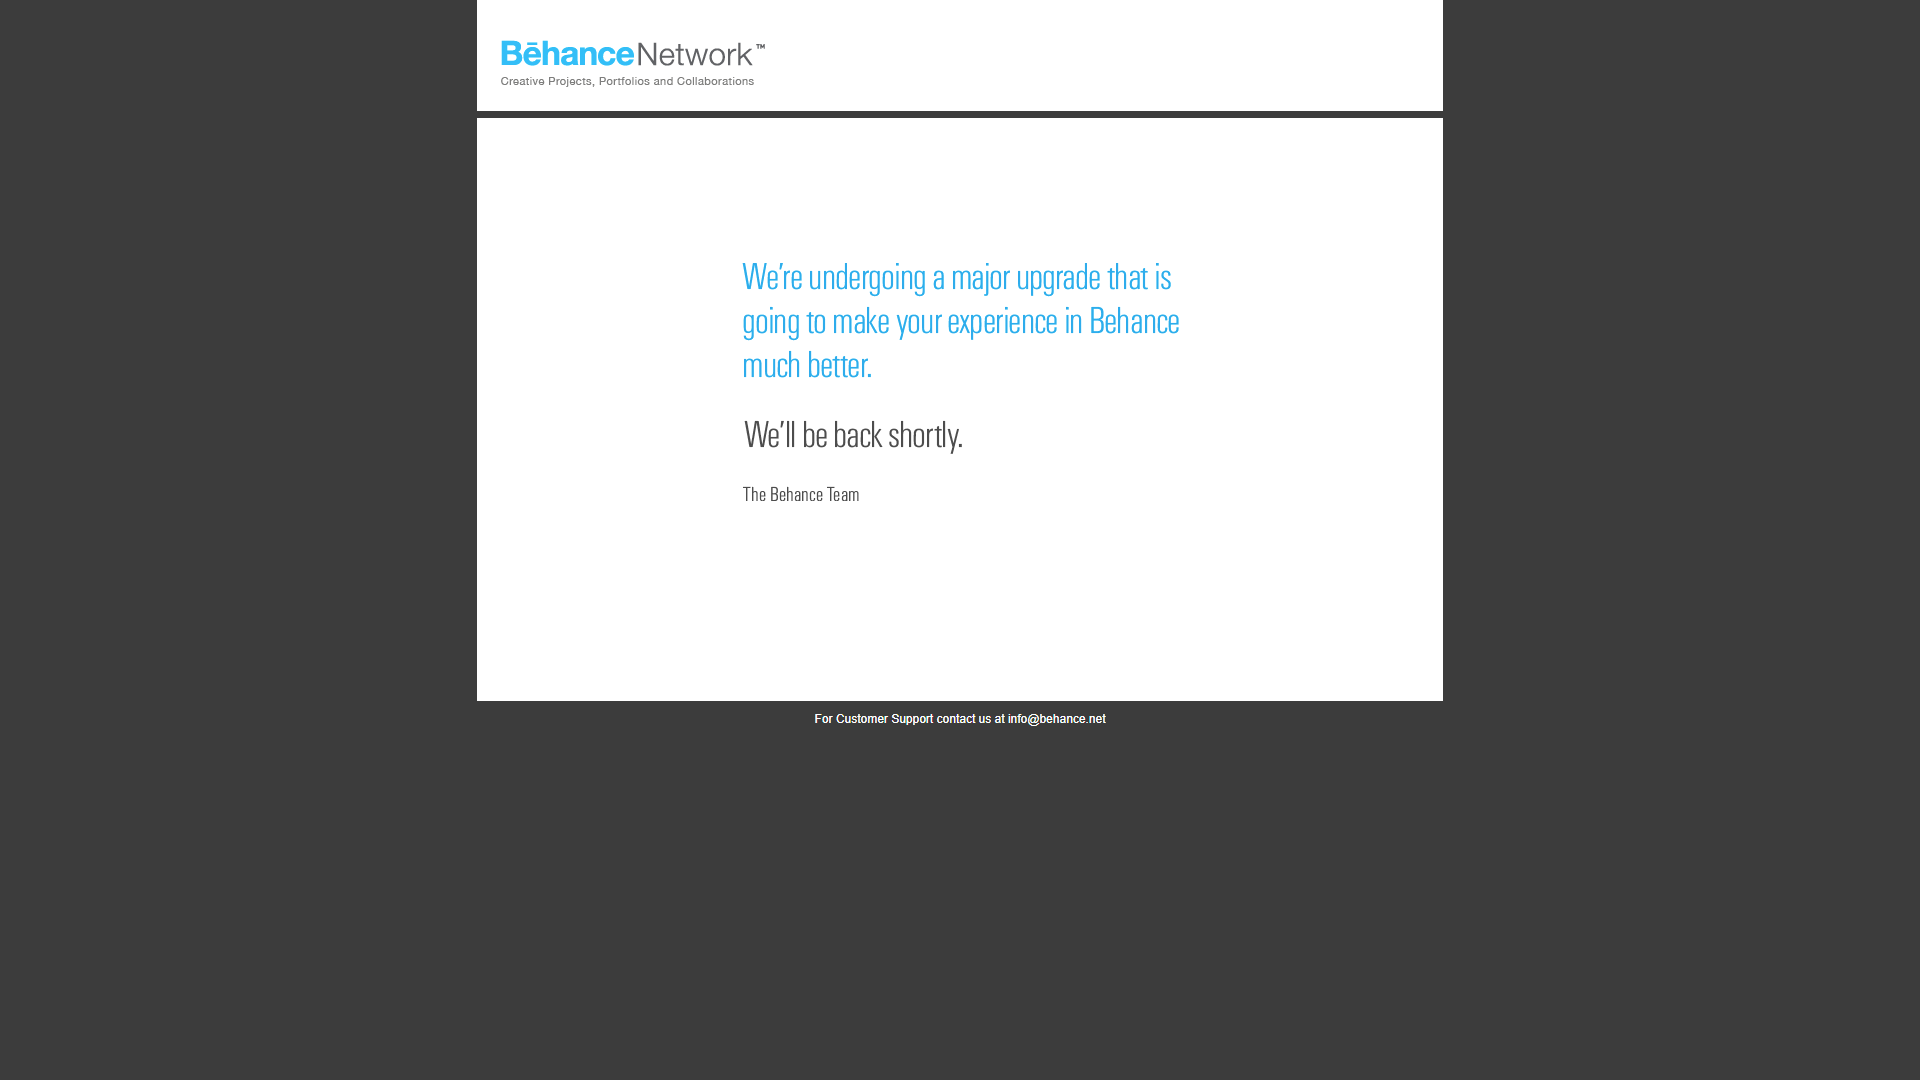 BēhanceNetwork™
Creative Projects, Portfolios and Collaborations
We're undergoing a major upgrade that is
going to make your experience in Behance
much better.
We'll be back shortly.
The Behance Team
For Customer Support contact us at info@behance.net